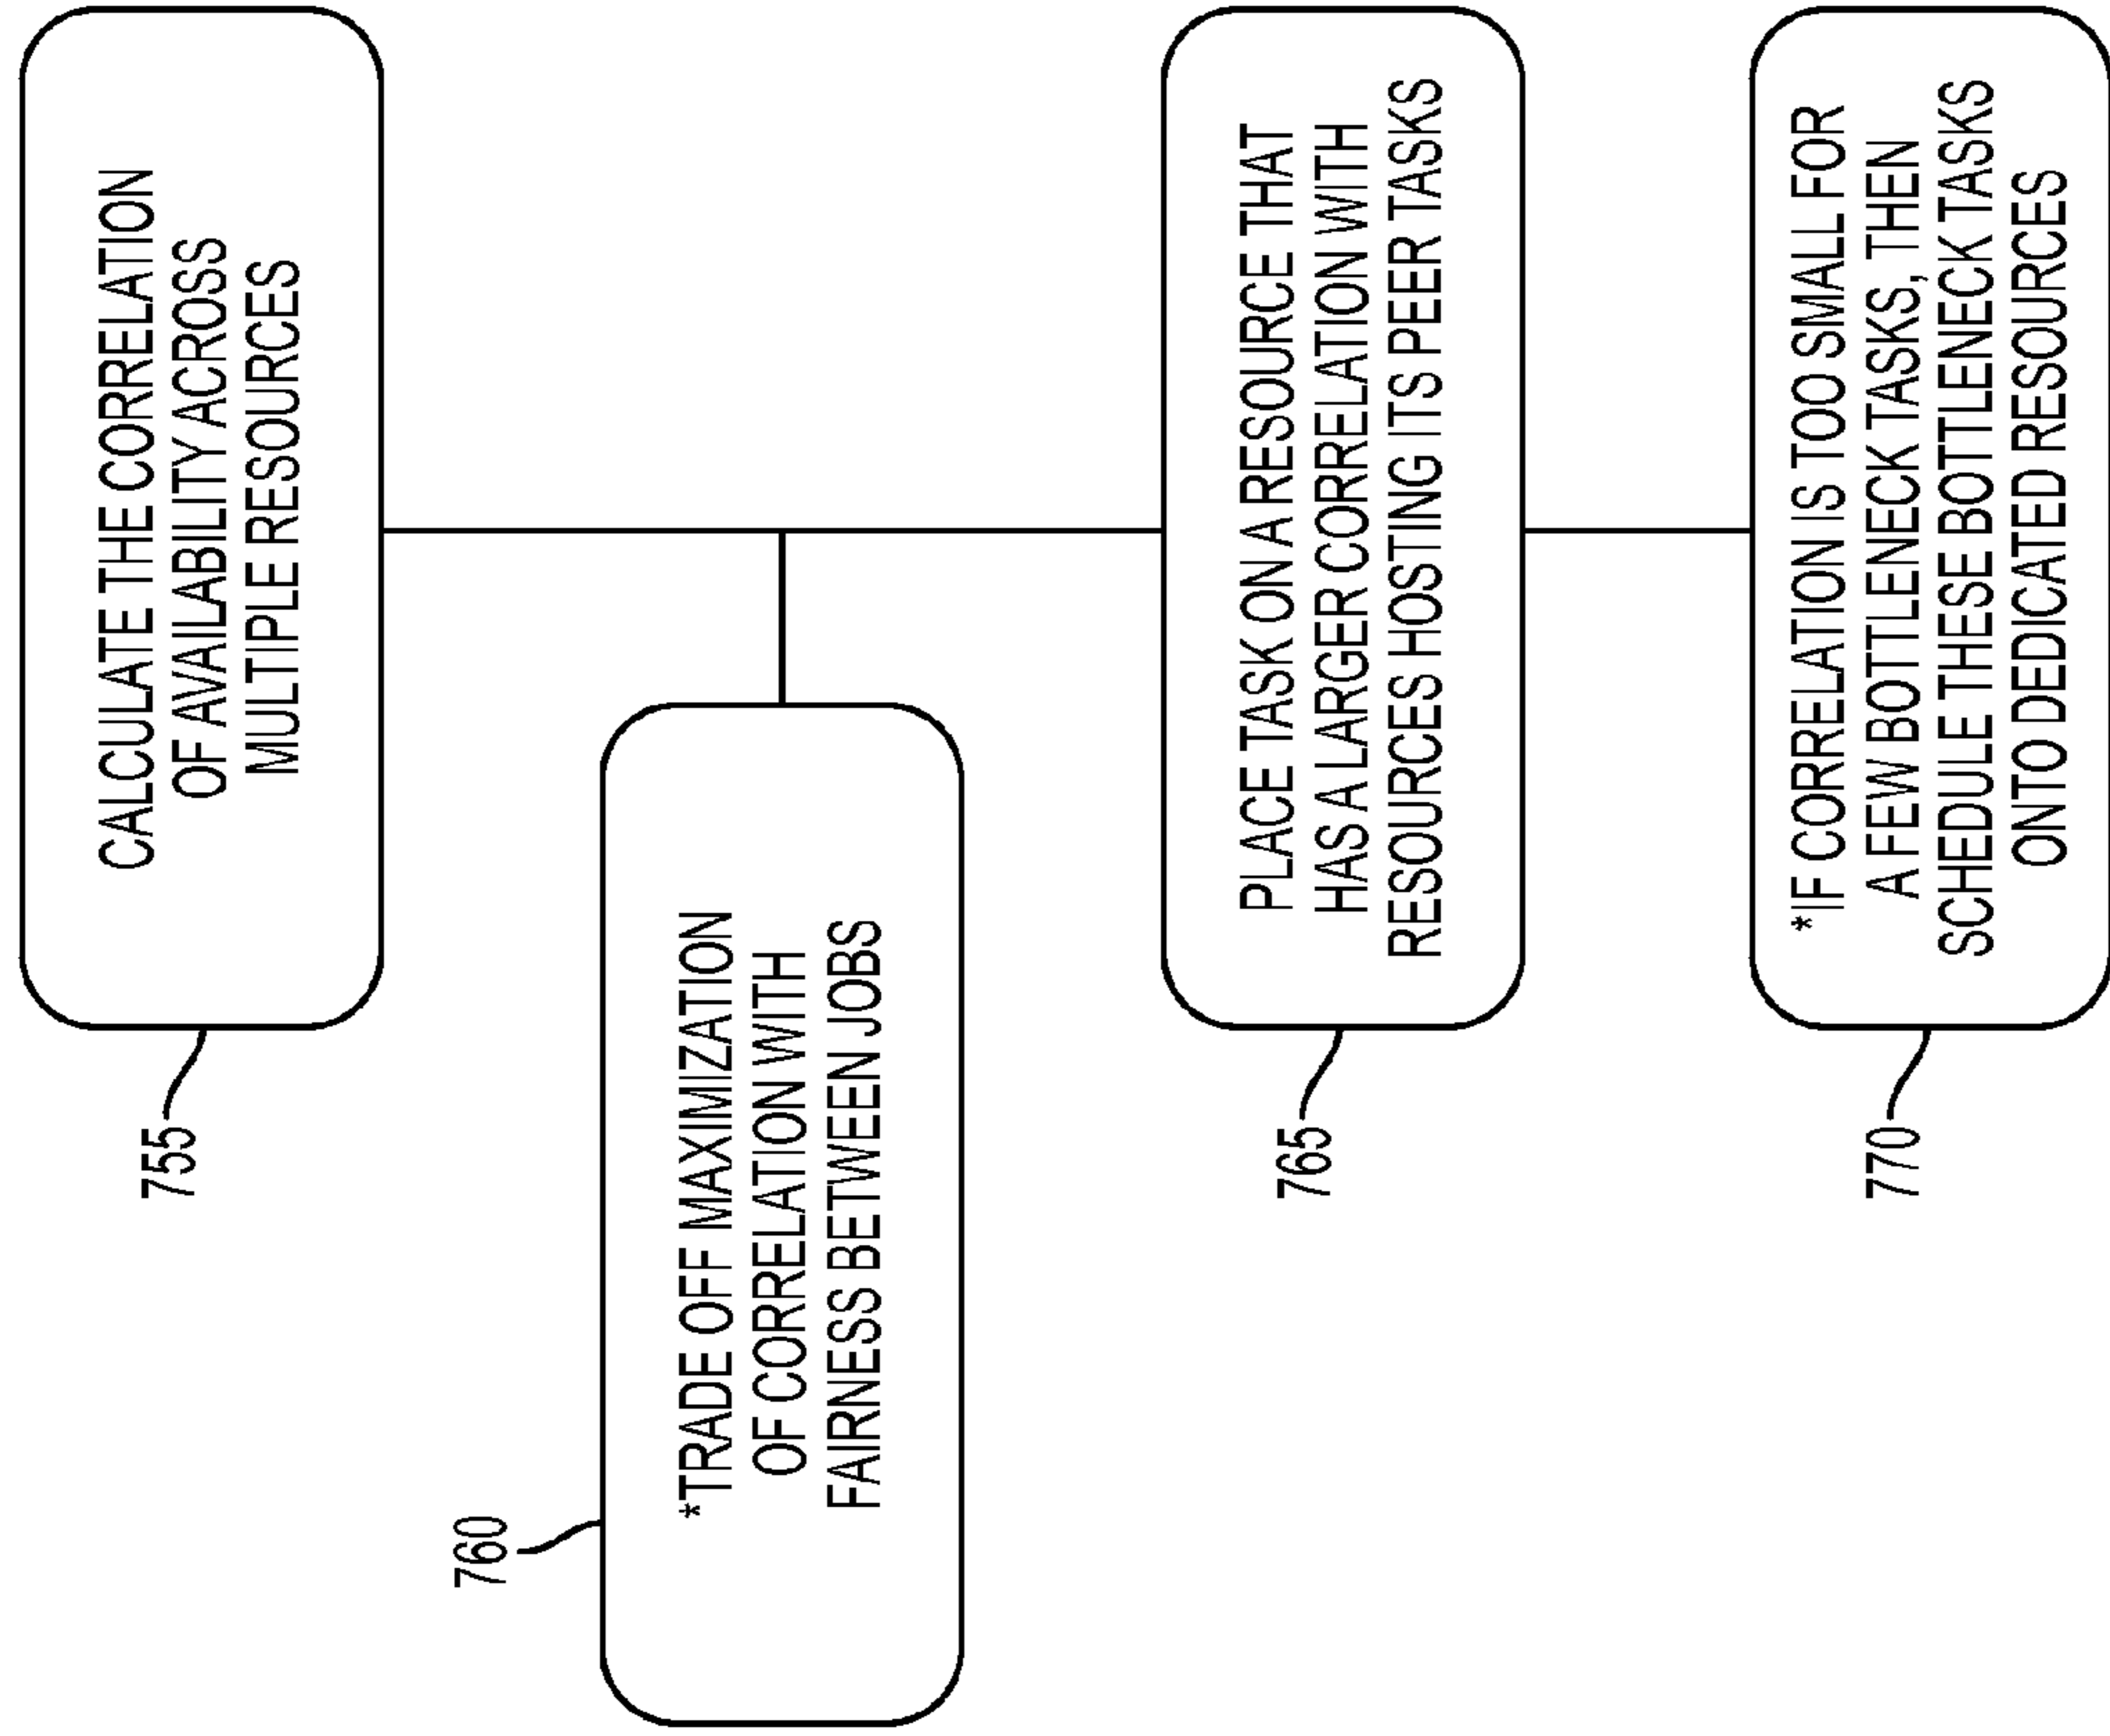 CALCULATE THE CORRELATION
OF AVAILABILITY ACROSS
MULTIPLE RESOURCES
755
*TRADE OFF MAXIMIZATION
OF CORRELATION WITH
FAIRNESS BETWEEN JOBS
760
PLACE TASK ON A RESOURCE THAT
HAS A LARGER CORRELATION WITH
RESOURCES HOSTING ITS PEER TASKS
765
*IF CORRELATION IS TOO SMALL FOR
A FEW BOTTLENECK TASKS, THEN
SCHEDULE THESE BOTTLENECK TASKS
ONTO DEDICATED RESOURCES
770